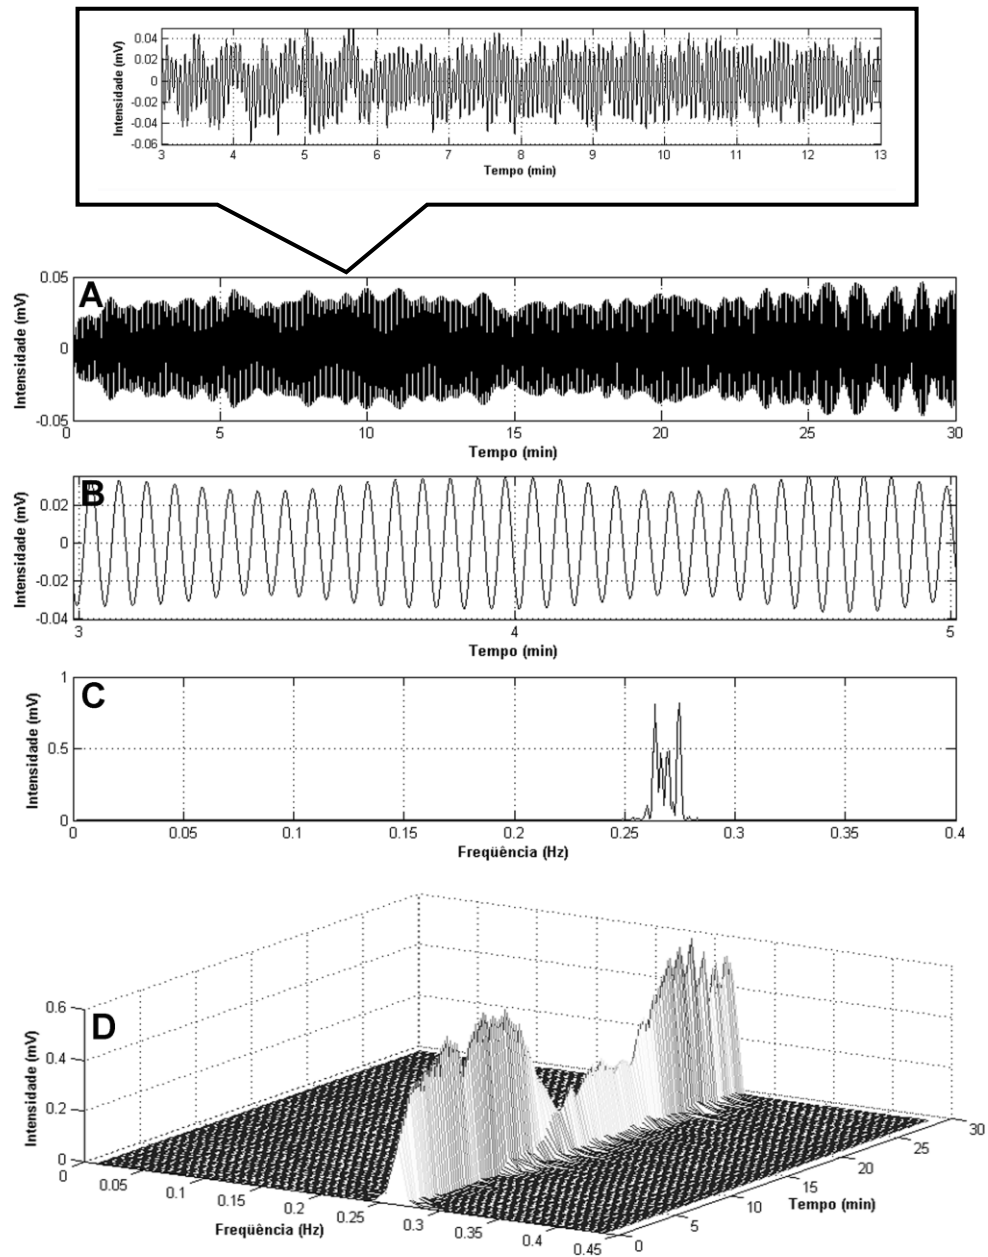 0.04
0.02
0
-0.02
-0.04
-0.06
Intensidade (mV)
3 4 5 6 7 8 9 10 11 12 13
Tempo (min)
A
0.05
0
-0.05
Intensidade (mV)
0 5 10 15 20 25 30
Tempo (min)
B
0.02
0
-0.02
-0.04
Intensidade (mV)
3 4 5
Tempo (min)
C
1
0.5
0
Intensidade (mV)
0 0.05 0.1 0.15 0.2 0.25 0.3 0.35 0.4
Freqüência (Hz)
D
0.6
0.4
0.2
0
Intensidade (mV)
0 0.05 0.1 0.15 0.2 0.25 0.3 0.35 0.4 0.45
Freqüência (Hz)
0 5 10 15 20 25 30
Tempo (min)